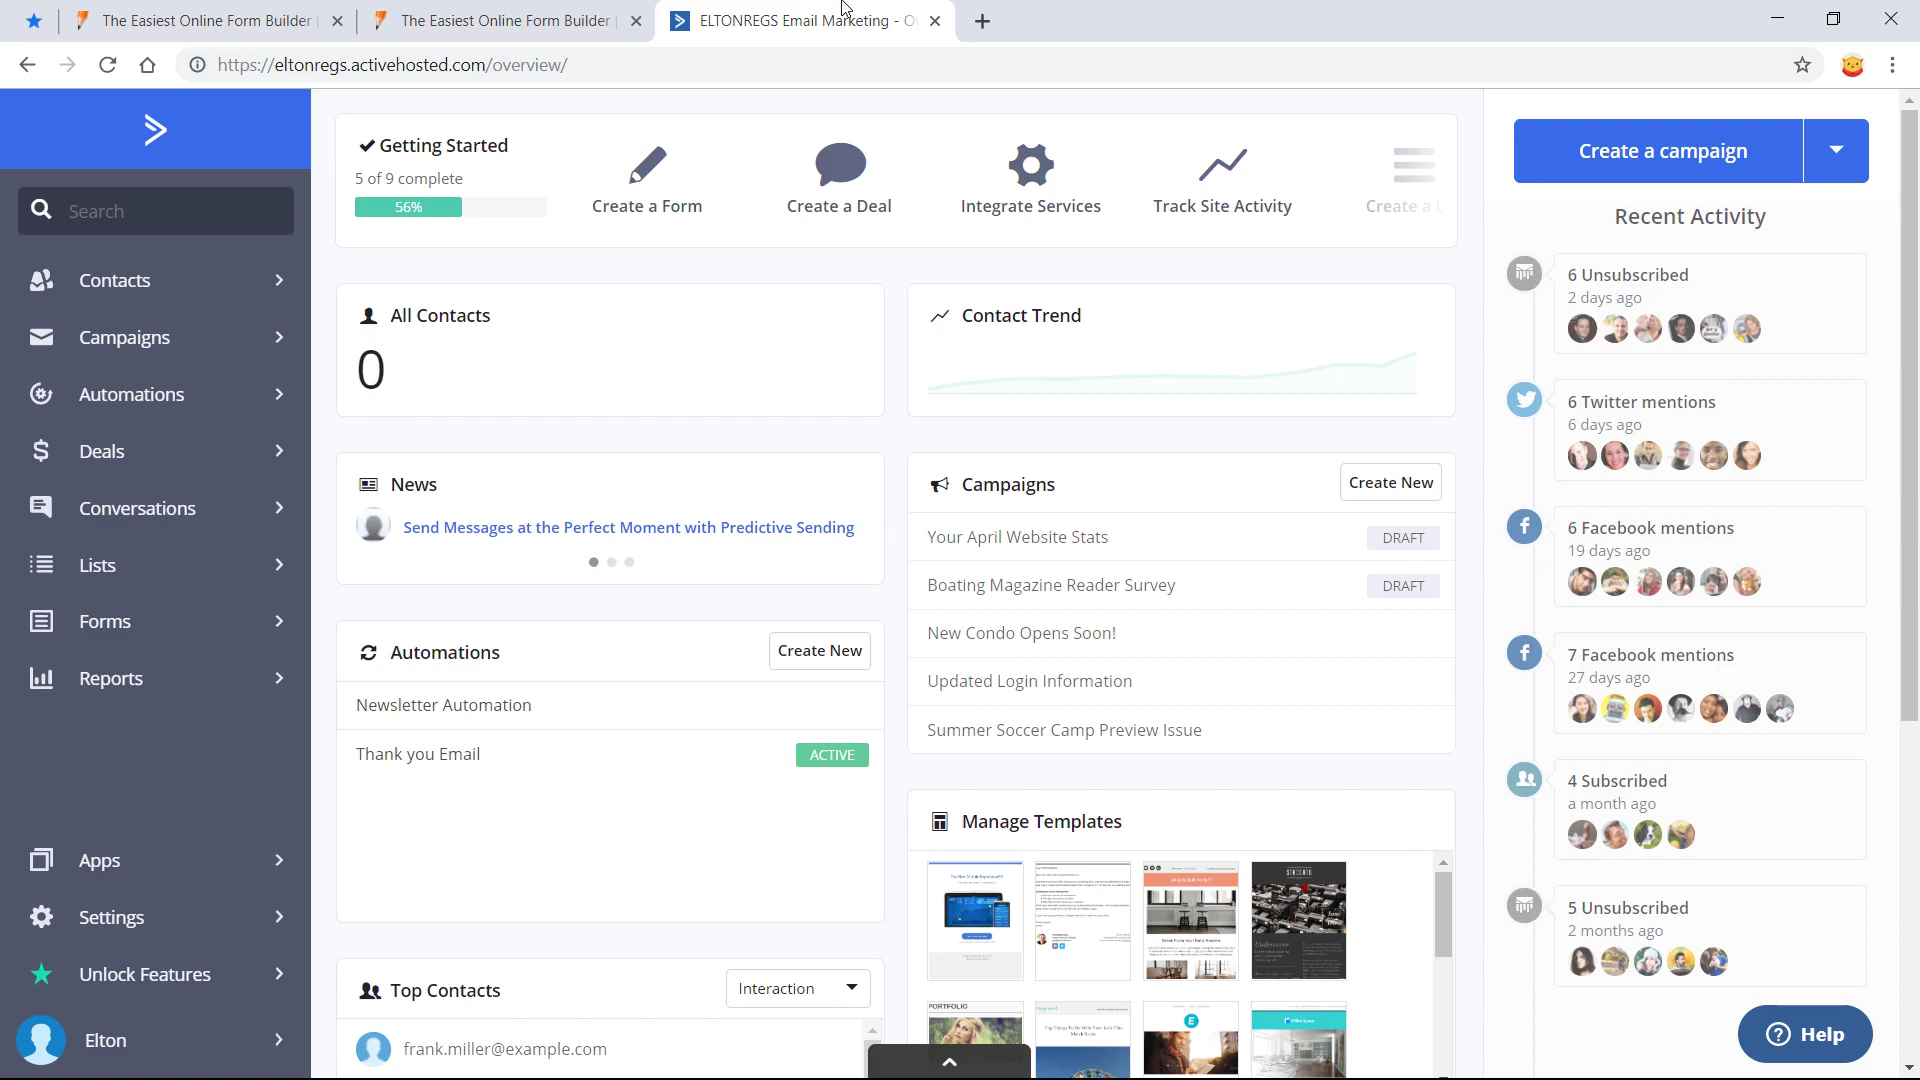 The Easiest Online Form Builder
The Easiest Online Form Builder
ELTONREGS Email Marketing - Ov
https://eltonregs.activehosted.com/overview/
Search
Contacts
Campaigns
Automations
Deals
Conversations
Lists
Forms
Reports
Apps
Settings
Unlock Features
Elton
Getting Started
5 of 9 complete
56%
Create a Form
Create a Deal
Integrate Services
Track Site Activity
Create a L
All Contacts
0
Contact Trend
News
Send Messages at the Perfect Moment with Predictive Sending
Automations
Create New
Newsletter Automation
Thank you Email
ACTIVE
Top Contacts
Interaction
frank.miller@example.com
Campaigns
Create New
Your April Website Stats
DRAFT
Boating Magazine Reader Survey
DRAFT
New Condo Opens Soon!
Updated Login Information
Summer Soccer Camp Preview Issue
Manage Templates
MODERNIST
STACCATO
PORTFOLIO
Create a campaign
Recent Activity
6 Unsubscribed
2 days ago
6 Twitter mentions
6 days ago
6 Facebook mentions
19 days ago
7 Facebook mentions
27 days ago
4 Subscribed
a month ago
5 Unsubscribed
2 months ago
Help